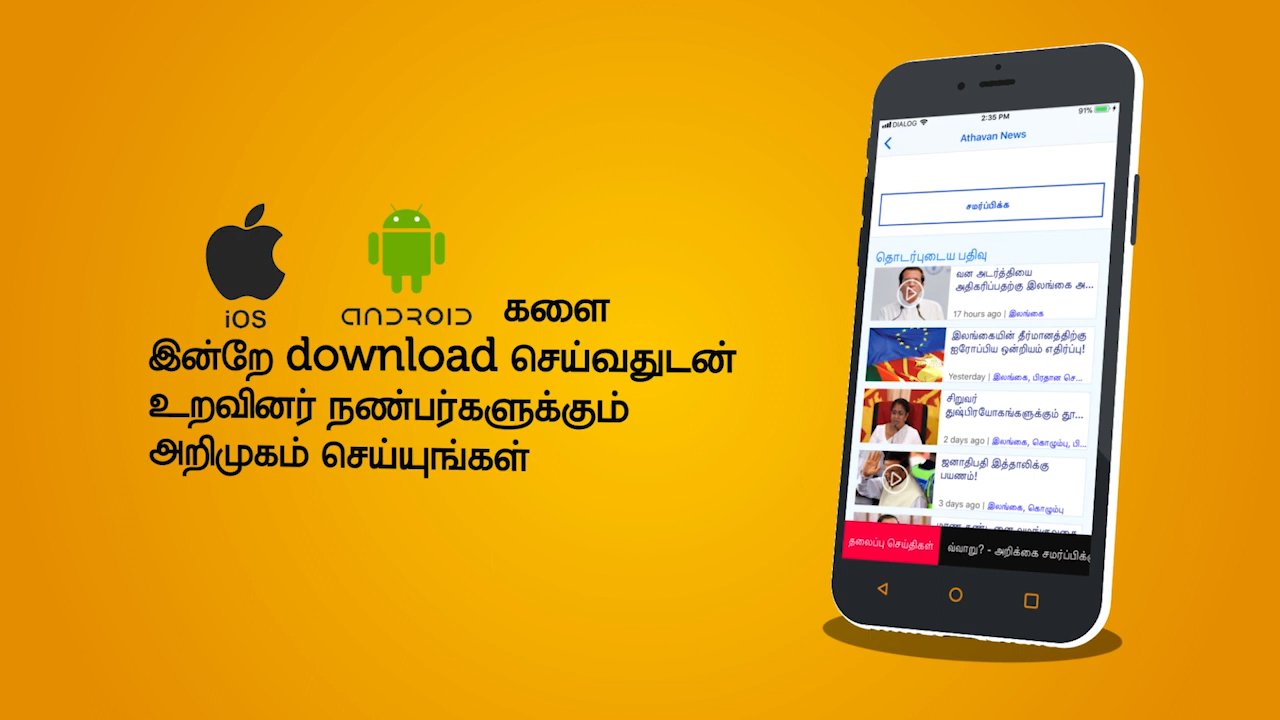 iOS ANDROID களை
இன்றே download செய்வதுடன்
உறவினர் நண்பர்களுக்கும்
அறிமுகம் செய்யுங்கள்
DIALOG 2:35 PM 91%
Athavan News
சமர்ப்பிக்க
தொடர்புடைய பதிவு
வன அடர்த்தியை
அதிகரிப்பதற்கு இலங்கை அ...
17 hours ago | இலங்கை
இலங்கையின் தீர்மானத்திற்கு
ஐரோப்பிய ஒன்றியம் எதிர்ப்பு!
Yesterday | இலங்கை, பிரதான செ...
சிறுவர்
துஷ்பிரயோகங்களுக்கும் தூ...
2 days ago | இலங்கை, கொழும்பு, பி...
ஜனாதிபதி இத்தாலிக்கு
பயணம்!
3 days ago | இலங்கை, கொழும்பு
தலைப்பு செய்திகள் வ்வாறு? - அறிக்கை சமர்ப்பிக்கு